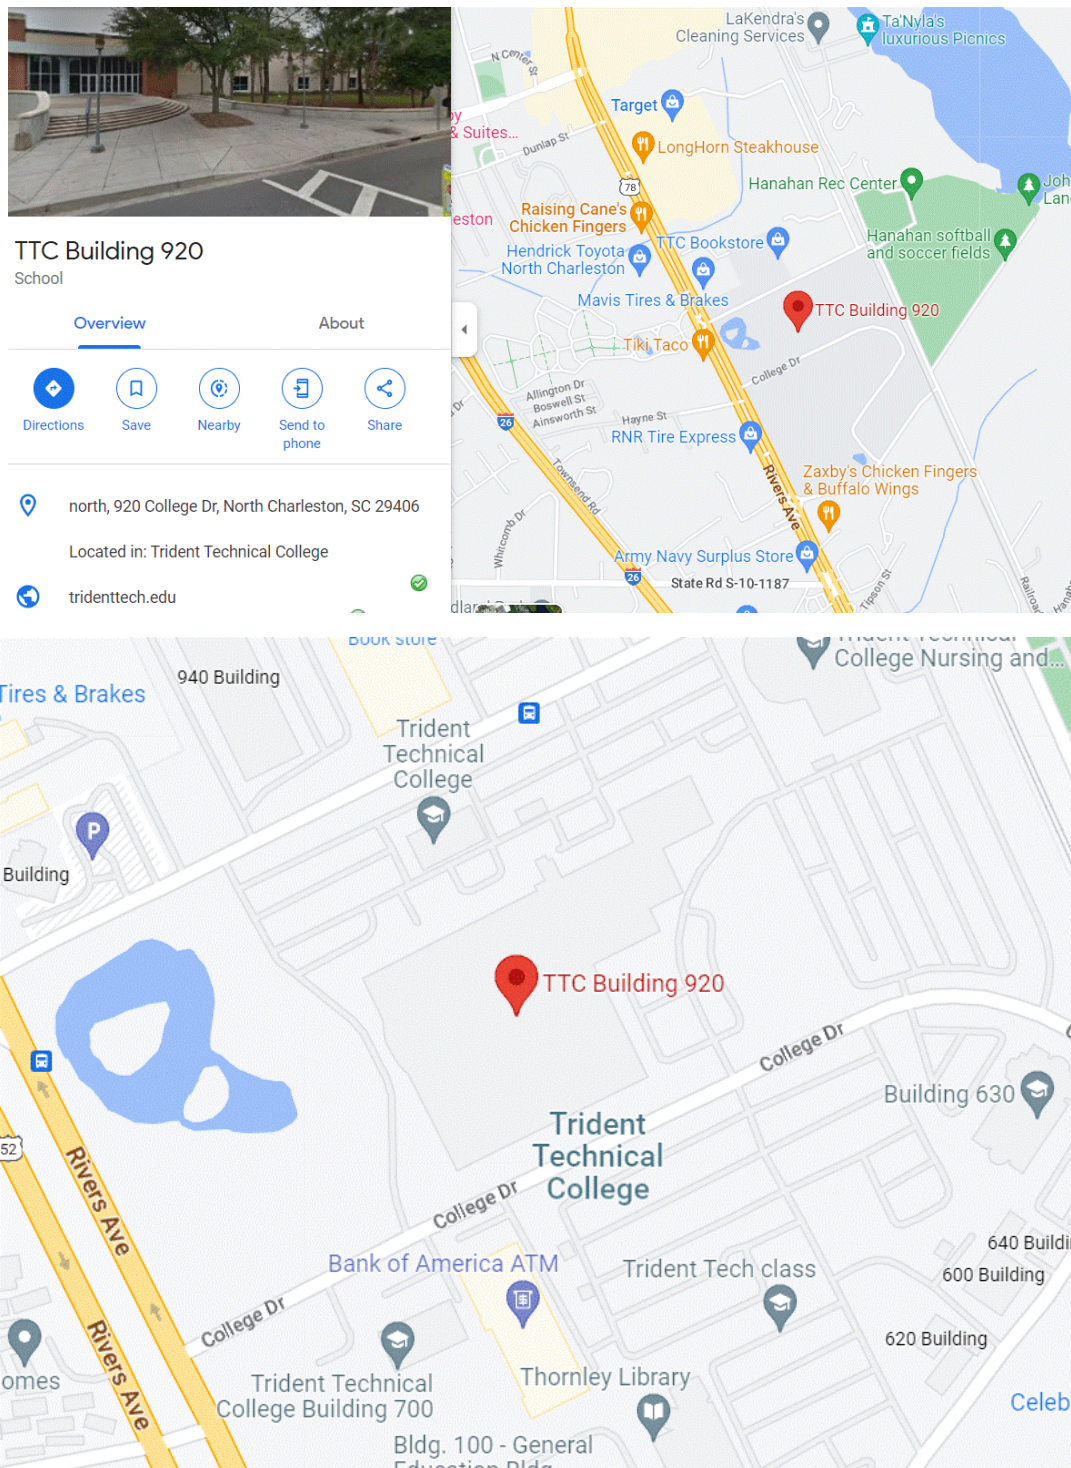 TTC Building 920
School
Overview
About
Directions
Save
Nearby
Send to
phone
Share
north, 920 College Dr, North Charleston, SC 29406
Located in: Trident Technical College
tridenttech.edu
LaKendra's
Cleaning Services
Ta'Nyla's
luxurious Picnics
N Center St
Target
& Suites...
Dunlap St
LongHorn Steakhouse
78
Hanahan Rec Center
Raising Cane's
Chicken Fingers
Hanahan softball
and soccer fields
TTC Bookstore
Hendrick Toyota
North Charleston
Mavis Tires & Brakes
TTC Building 920
Tiki Taco
College Dr
Allington Dr
Boswell St
Ainsworth St
Hayne St
26
RNR Tire Express
Townsend Rd
Rivers Ave
Zaxby's Chicken Fingers
& Buffalo Wings
Whitcomb Dr
Army Navy Surplus Store
26
State Rd S-10-1187
Tipson St
Book store
940 Building
Tires & Brakes
College Nursing and...
Trident
Technical
College
P
Building
TTC Building 920
College Dr
Building 630
Trident
Technical
College
52
Rivers Ave
College Dr
640 Buildi
600 Building
Bank of America ATM
Trident Tech class
College Dr
620 Building
Rivers Ave
omes
Trident Technical
College Building 700
Thornley Library
Celeb
Bldg. 100 - General